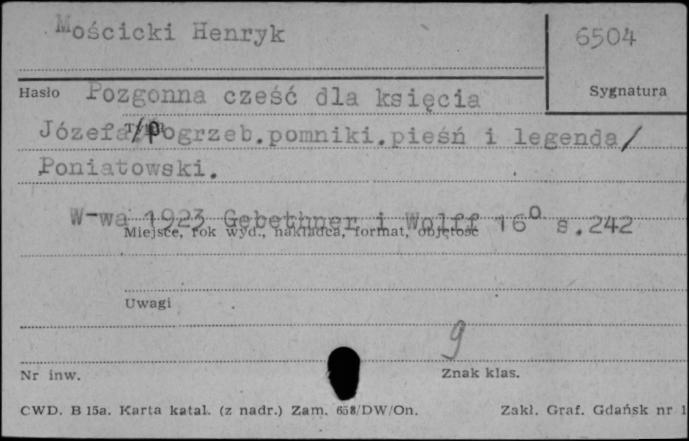 Mościcki Henryk
6504
Hasło Pozgonna cześć dla księcia
Sygnatura
Józefa /pogrzeb.pomniki.pieśń i legenda/
Poniatowski.
W-wa 1923 Gebethner i Wolff 16° s.242
Miejsce, rok wyd., nakładca, format, objętość
Uwagi
9
Nr inw.
Znak klas.
CWD. B 15a. Karta katal. (z nadr.) Zam. 658/DW/On.
Zakł. Graf. Gdańsk nr 1